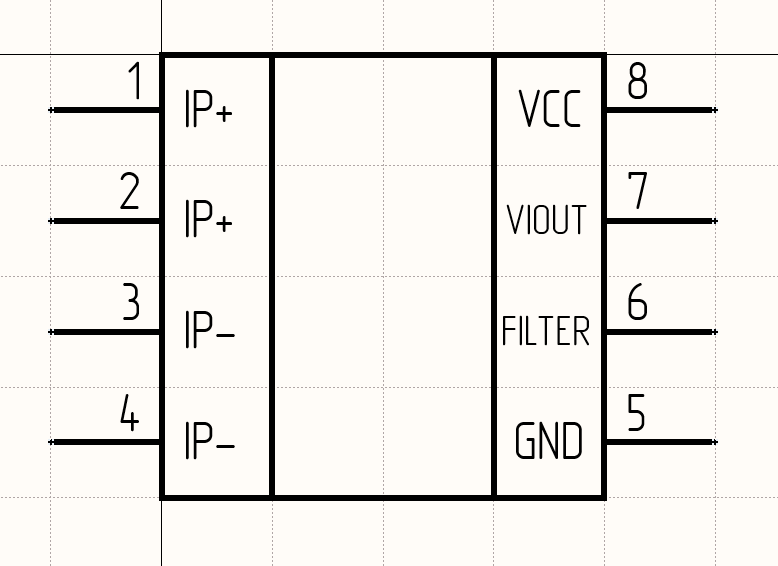 1 IP+ VCC 8
2 IP+ VIOUT 7
3 IP− FILTER 6
4 IP− GND 5